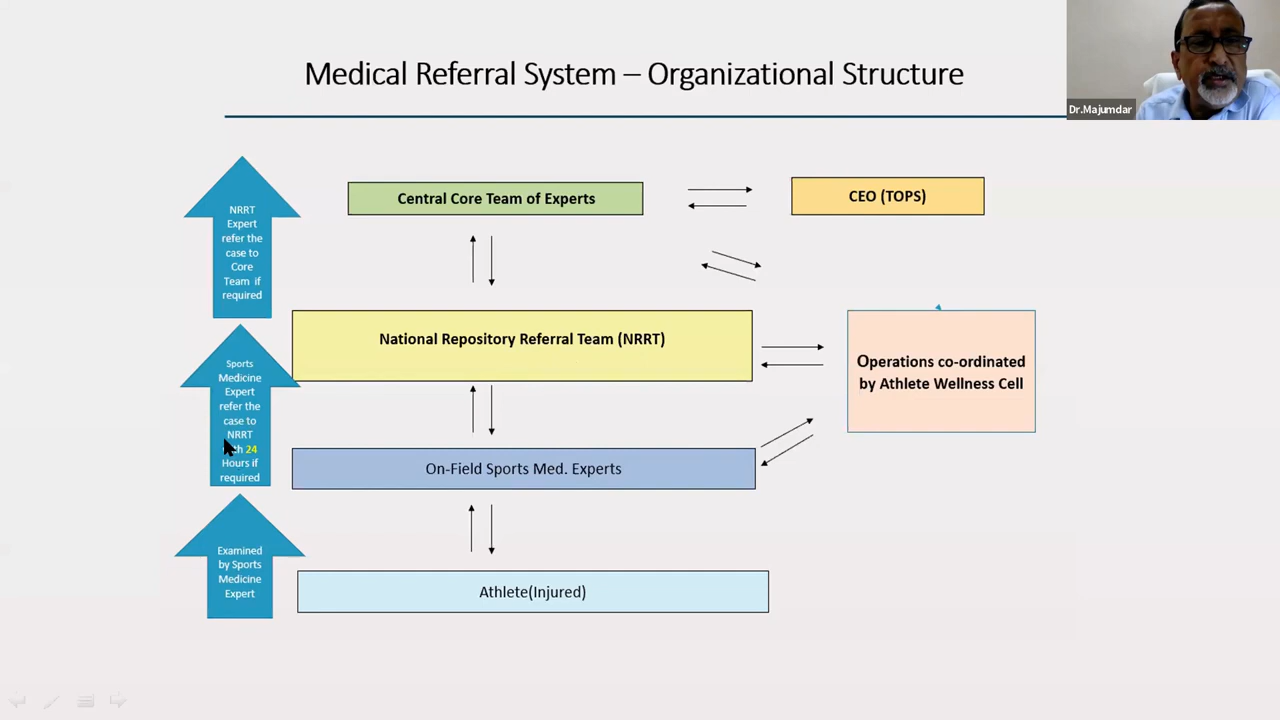 Medical Referral System – Organizational Structure
Dr.Majumdar
NRRT
Expert
refer the
case to
Core
Team if
required
Central Core Team of Experts
CEO (TOPS)
Sports
Medicine
Expert
refer the
case to
NRRT
24
Hours if
required
National Repository Referral Team (NRRT)
Operations co-ordinated
by Athlete Wellness Cell
On-Field Sports Med. Experts
Examined
by Sports
Medicine
Expert
Athlete(Injured)